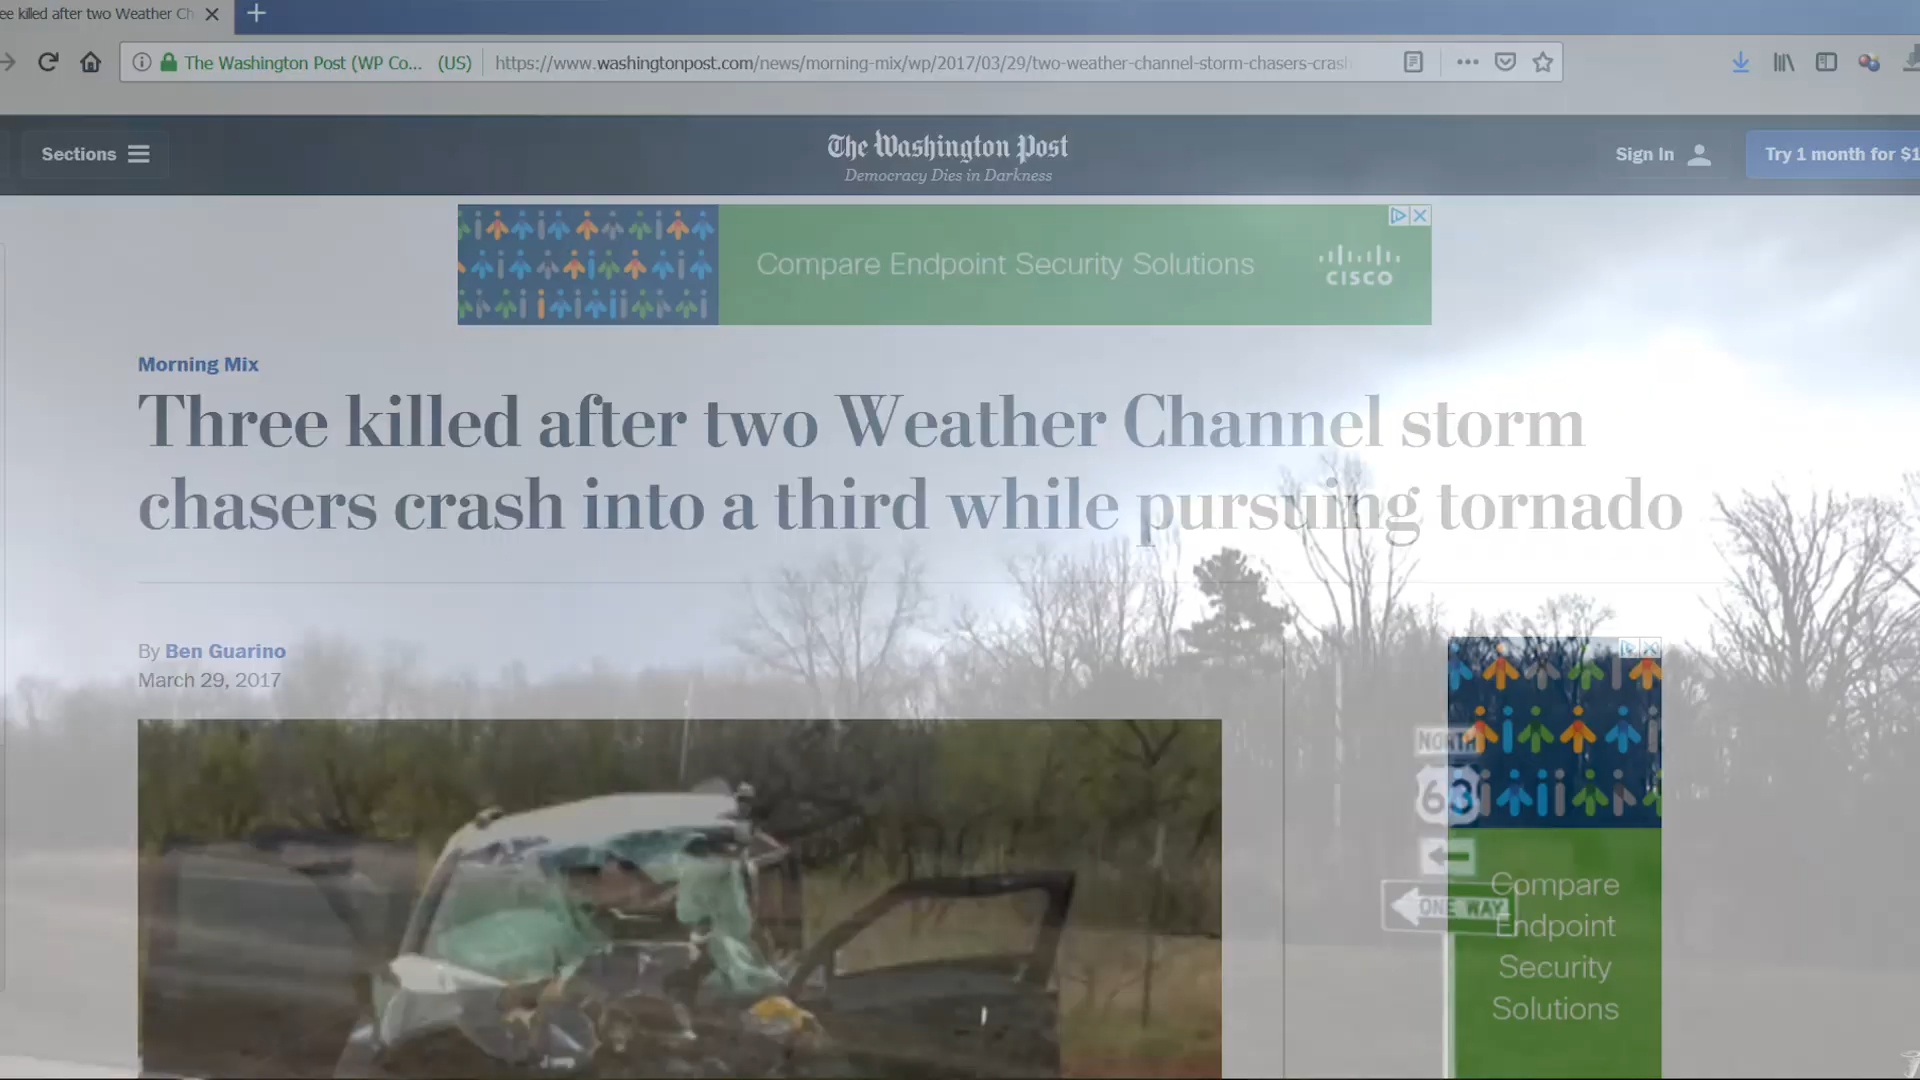 ee killed after two Weather Ch
The Washington Post (WP Co... (US)
https://www.washingtonpost.com/news/morning-mix/wp/2017/03/29/two-weather-channel-storm-chasers-crash
Sections
The Washington Post
Democracy Dies in Darkness
Sign In
Try 1 month for $1
Compare Endpoint Security Solutions
CISCO
Morning Mix
Three killed after two Weather Channel storm
chasers crash into a third while pursuing tornado
By Ben Guarino
March 29, 2017
NORTH
63
ONE WAY
Compare
Endpoint
Security
Solutions
Jeep